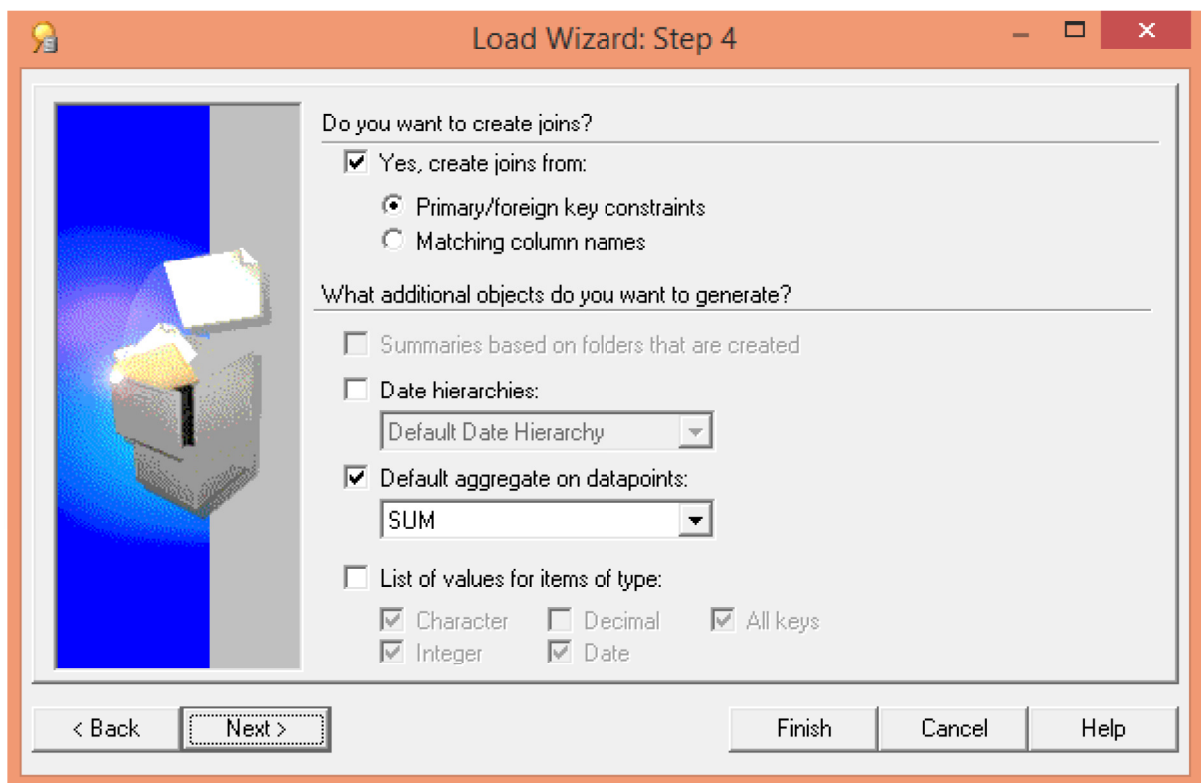 Load Wizard: Step 4
Do you want to create joins?
Yes, create joins from:
Primary/foreign key constraints
Matching column names
What additional objects do you want to generate?
Summaries based on folders that are created
Date hierarchies:
Default Date Hierarchy
Default aggregate on datapoints:
SUM
List of values for items of type:
Character Decimal All keys
Integer Date
< Back Next > Finish Cancel Help